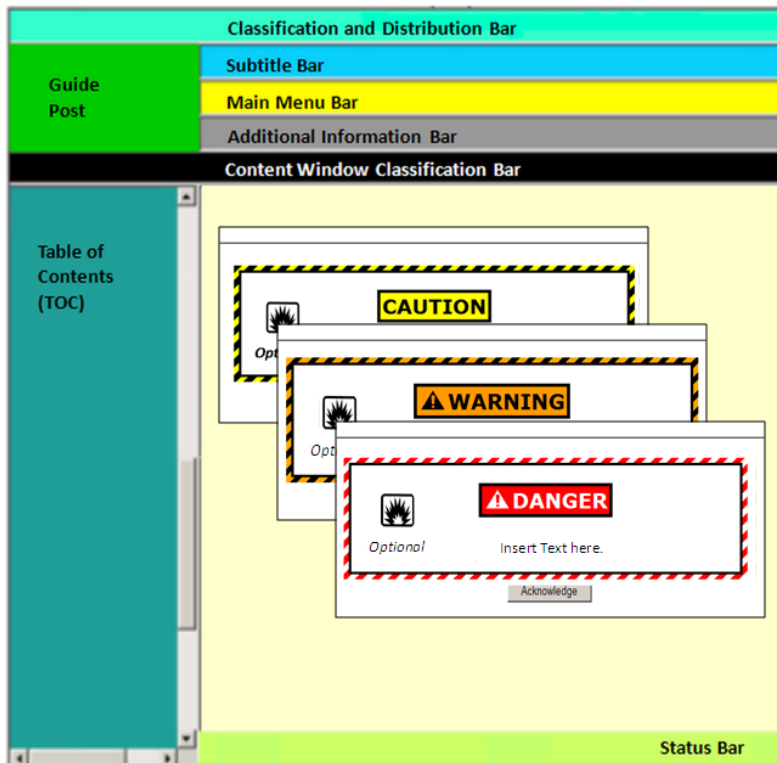 Classification and Distribution Bar
Guide
Post
Subtitle Bar
Main Menu Bar
Additional Information Bar
Content Window Classification Bar
Table of
Contents
(TOC)
CAUTION
WARNING
DANGER
Optional
Insert Text here.
Acknowledge
Status Bar